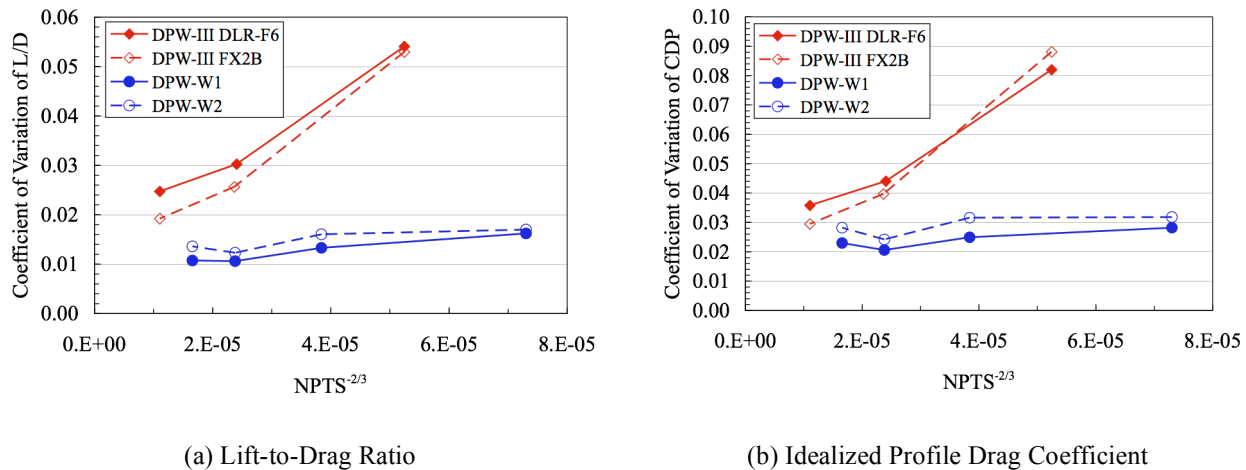 Coefficient of Variation of L/D
0.06
0.05
0.04
0.03
0.02
0.01
0.00
DPW-III DLR-F6
DPW-III FX2B
DPW-W1
DPW-W2
0.E+00 2.E-05 4.E-05 6.E-05 8.E-05
NPTS-2/3
(a) Lift-to-Drag Ratio
Coefficient of Variation of CDP
0.10
0.09
0.08
0.07
0.06
0.05
0.04
0.03
0.02
0.01
0.00
DPW-III DLR-F6
DPW-III FX2B
DPW-W1
DPW-W2
0.E+00 2.E-05 4.E-05 6.E-05 8.E-05
NPTS-2/3
(b) Idealized Profile Drag Coefficient